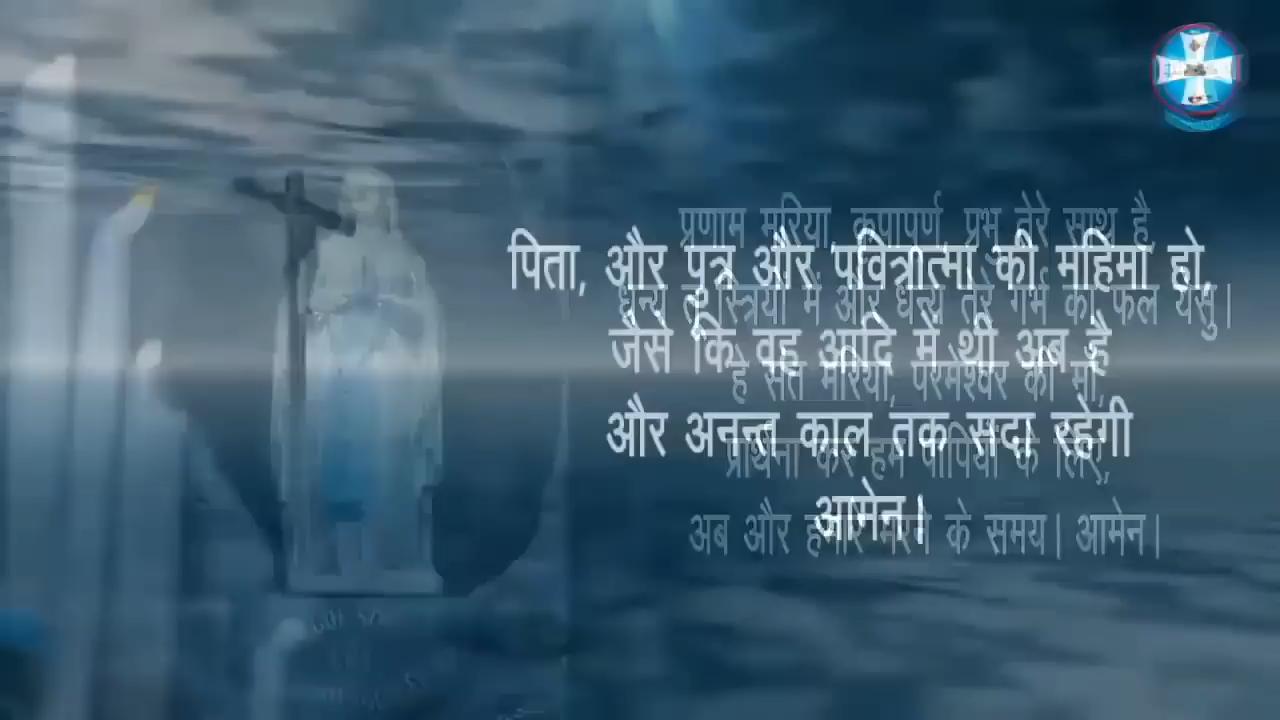 पिता, और पुत्र और पवित्रात्मा की महिमा हो,
जैसे कि वह आदि में थी अब है
और अनन्त काल तक सदा रहेगी
आमेन।
प्रणाम मरिया, कृपापूर्ण, प्रभु तेरे साथ है,
धन्य तू स्त्रियों में और धन्य तेरे गर्भ का फल येसु।
हे संत मरिया, परमेश्वर की माँ,
प्रार्थना कर हम पापियों के लिए,
अब और हमारे मरने के समय। आमेन।